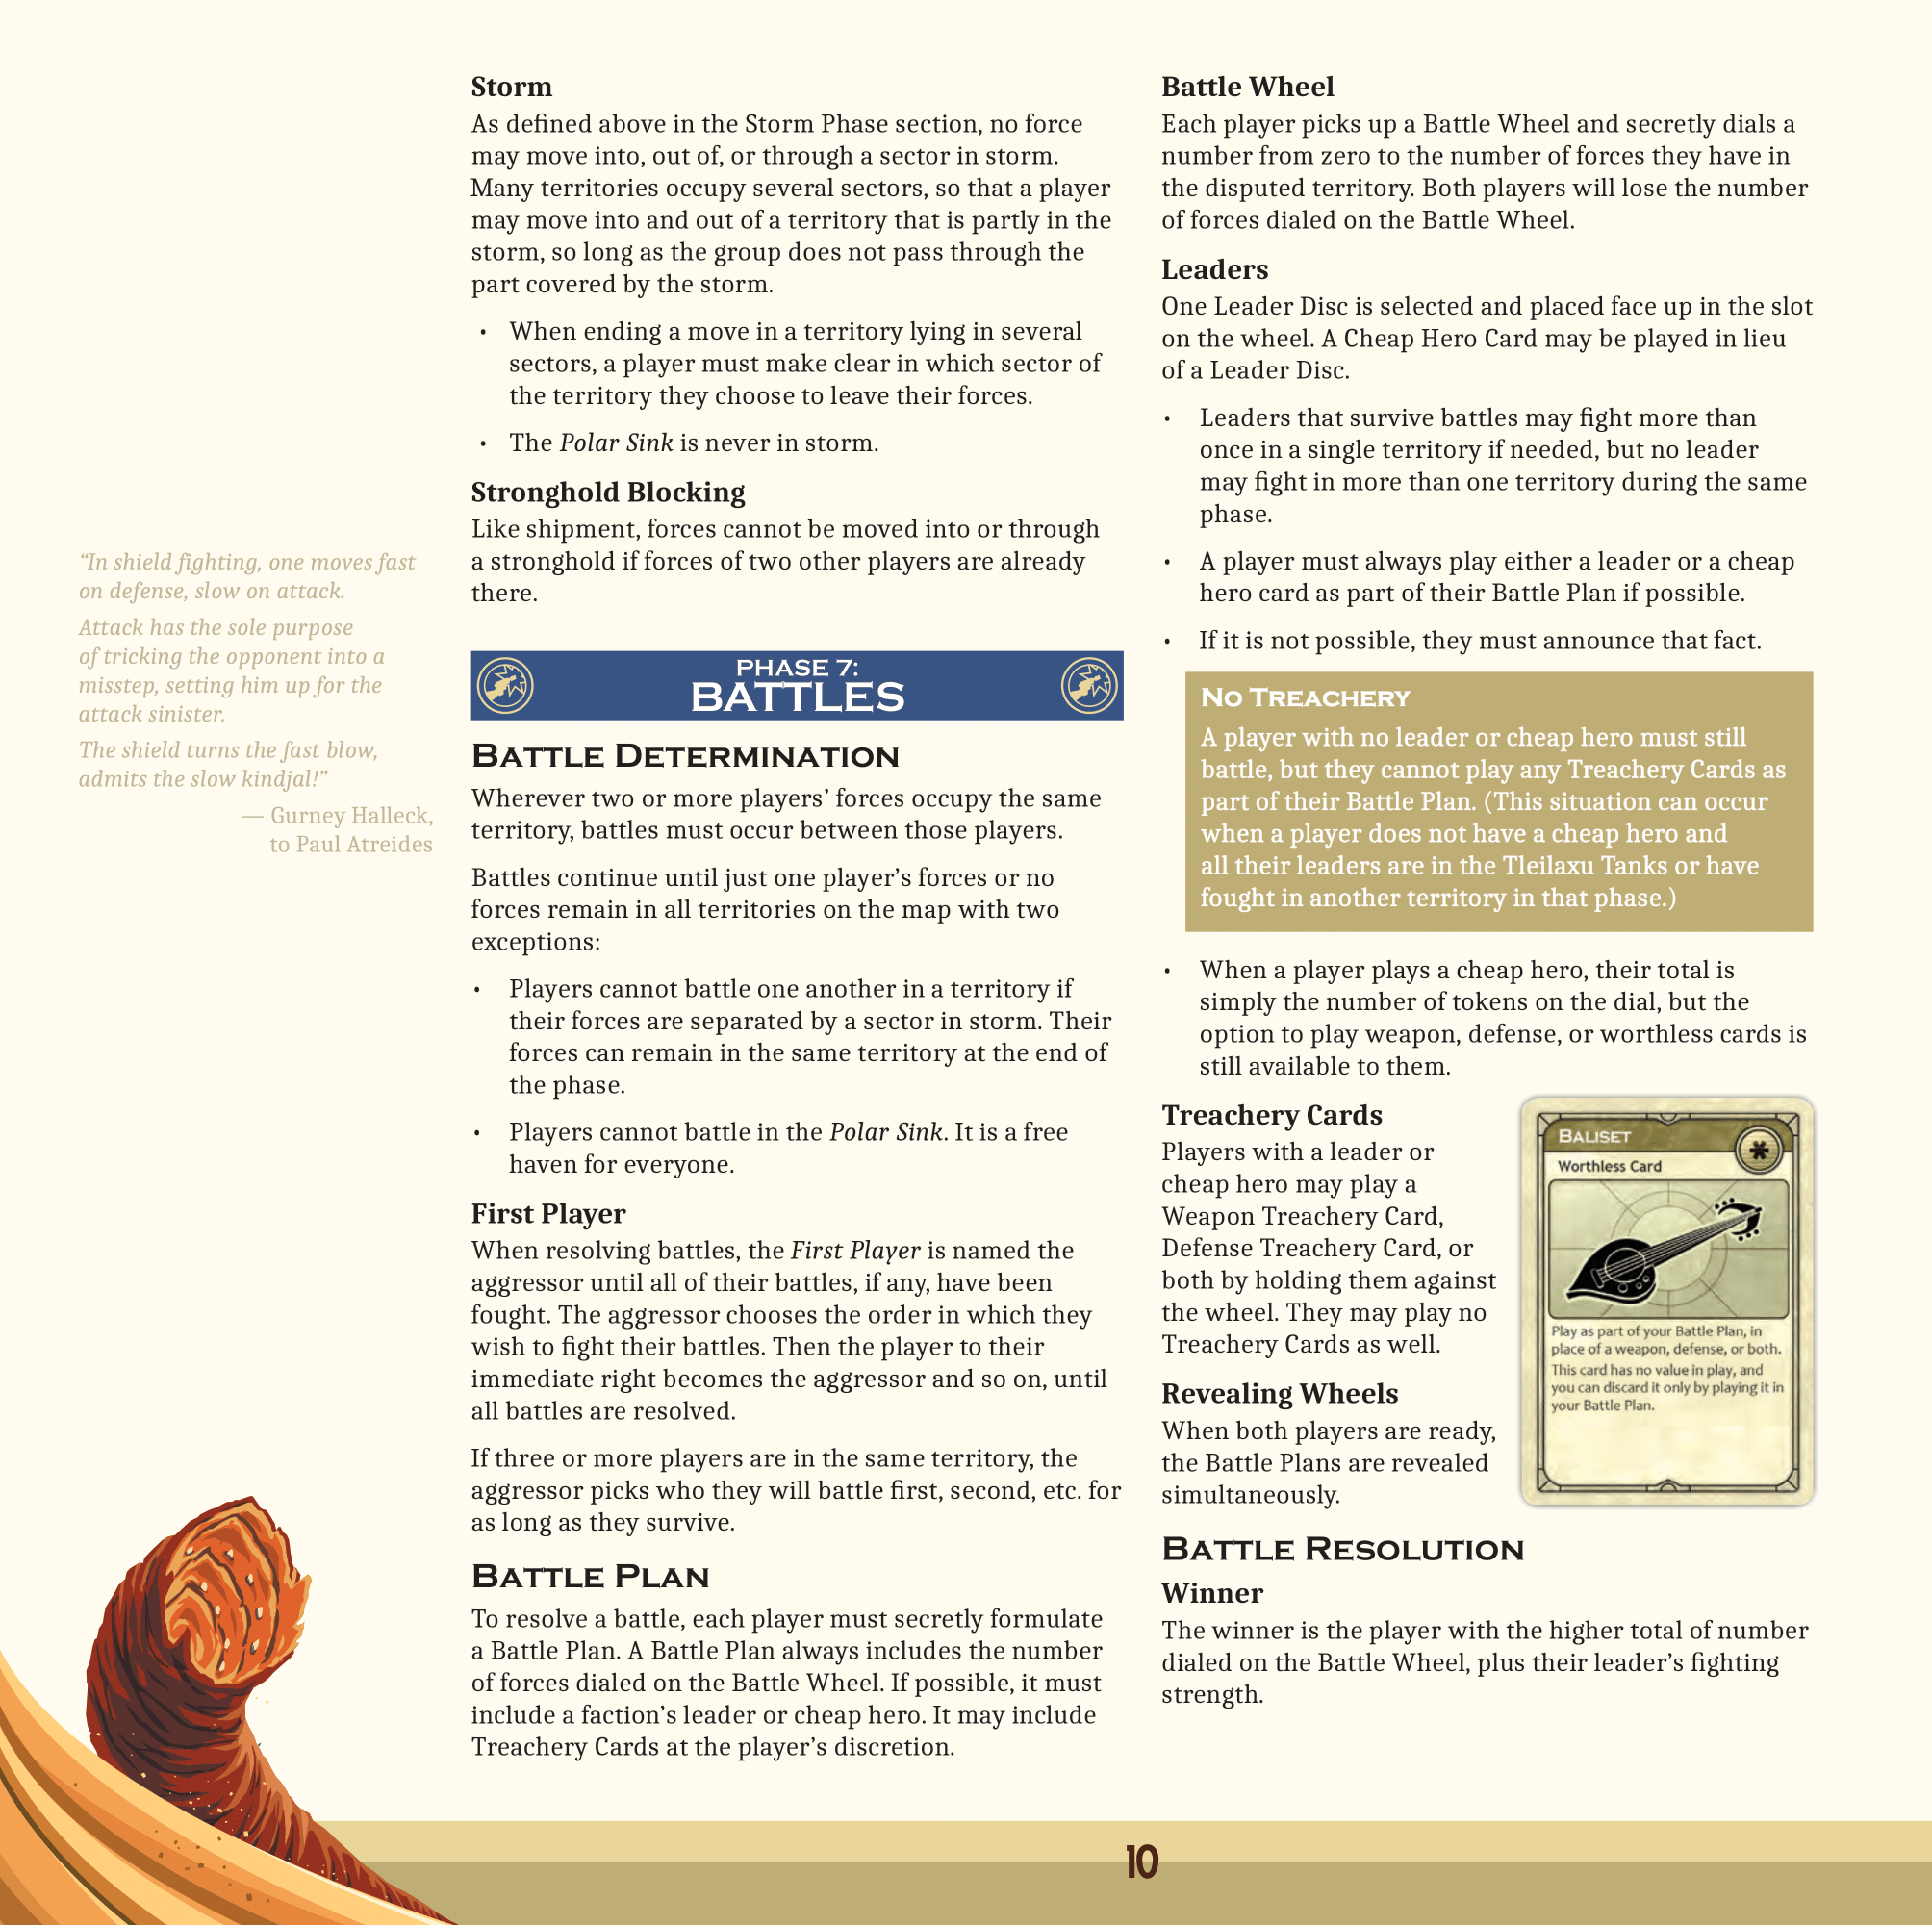 Storm
As defined above in the Storm Phase section, no force
may move into, out of, or through a sector in storm.
Many territories occupy several sectors, so that a player
may move into and out of a territory that is partly in the
storm, so long as the group does not pass through the
part covered by the storm.
• When ending a move in a territory lying in several
sectors, a player must make clear in which sector of
the territory they choose to leave their forces.
• The Polar Sink is never in storm.
Stronghold Blocking
Like shipment, forces cannot be moved into or through
a stronghold if forces of two other players are already
there.
“In shield fighting, one moves fast
on defense, slow on attack.
Attack has the sole purpose
of tricking the opponent into a
misstep, setting him up for the
attack sinister.
The shield turns the fast blow,
admits the slow kindjal!”
— Gurney Halleck,
to Paul Atreides
PHASE 7:
BATTLES
BATTLE DETERMINATION
Wherever two or more players’ forces occupy the same
territory, battles must occur between those players.
Battles continue until just one player’s forces or no
forces remain in all territories on the map with two
exceptions:
• Players cannot battle one another in a territory if
their forces are separated by a sector in storm. Their
forces can remain in the same territory at the end of
the phase.
• Players cannot battle in the Polar Sink. It is a free
haven for everyone.
First Player
When resolving battles, the First Player is named the
aggressor until all of their battles, if any, have been
fought. The aggressor chooses the order in which they
wish to fight their battles. Then the player to their
immediate right becomes the aggressor and so on, until
all battles are resolved.
If three or more players are in the same territory, the
aggressor picks who they will battle first, second, etc. for
as long as they survive.
BATTLE PLAN
To resolve a battle, each player must secretly formulate
a Battle Plan. A Battle Plan always includes the number
of forces dialed on the Battle Wheel. If possible, it must
include a faction’s leader or cheap hero. It may include
Treachery Cards at the player’s discretion.
Battle Wheel
Each player picks up a Battle Wheel and secretly dials a
number from zero to the number of forces they have in
the disputed territory. Both players will lose the number
of forces dialed on the Battle Wheel.
Leaders
One Leader Disc is selected and placed face up in the slot
on the wheel. A Cheap Hero Card may be played in lieu
of a Leader Disc.
• Leaders that survive battles may fight more than
once in a single territory if needed, but no leader
may fight in more than one territory during the same
phase.
• A player must always play either a leader or a cheap
hero card as part of their Battle Plan if possible.
• If it is not possible, they must announce that fact.
NO TREACHERY
A player with no leader or cheap hero must still
battle, but they cannot play any Treachery Cards as
part of their Battle Plan. (This situation can occur
when a player does not have a cheap hero and
all their leaders are in the Tleilaxu Tanks or have
fought in another territory in that phase.)
• When a player plays a cheap hero, their total is
simply the number of tokens on the dial, but the
option to play weapon, defense, or worthless cards is
still available to them.
Treachery Cards
Players with a leader or
cheap hero may play a
Weapon Treachery Card,
Defense Treachery Card, or
both by holding them against
the wheel. They may play no
Treachery Cards as well.
Revealing Wheels
When both players are ready,
the Battle Plans are revealed
simultaneously.
BALISET
Worthless Card
Play as part of your Battle Plan, in
place of a weapon, defense, or both.
This card has no value in play, and
you can discard it only by playing it in
your Battle Plan.
BATTLE RESOLUTION
Winner
The winner is the player with the higher total of number
dialed on the Battle Wheel, plus their leader’s fighting
strength.
10